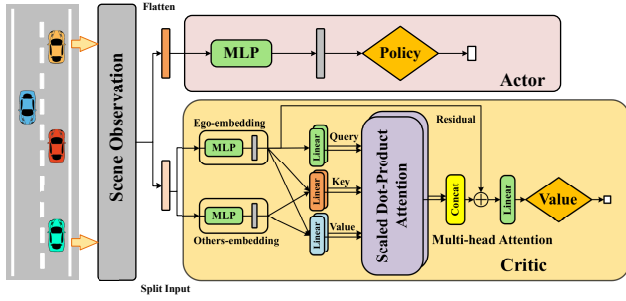 Flatten
Scene Observation
MLP
Policy
Actor
Ego-embedding
MLP
Others-embedding
MLP
Linear
Query
Linear
Key
Linear
Value
Scaled Dot-Product
Attention
Residual
Concat
Linear
Value
Multi-head Attention
Critic
Split Input